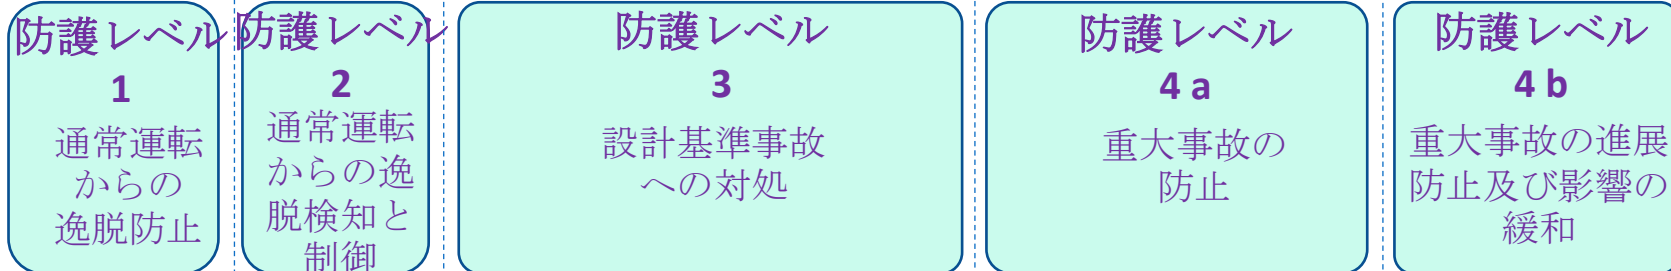 防護レベル
1
通常運転
からの
逸脱防止
防護レベル
2
通常運転
からの逸
脱検知と
制御
防護レベル
3
設計基準事故
への対処
防護レベル
4 a
重大事故の
防止
防護レベル
4 b
重大事故の進展
防止及び影響の
緩和